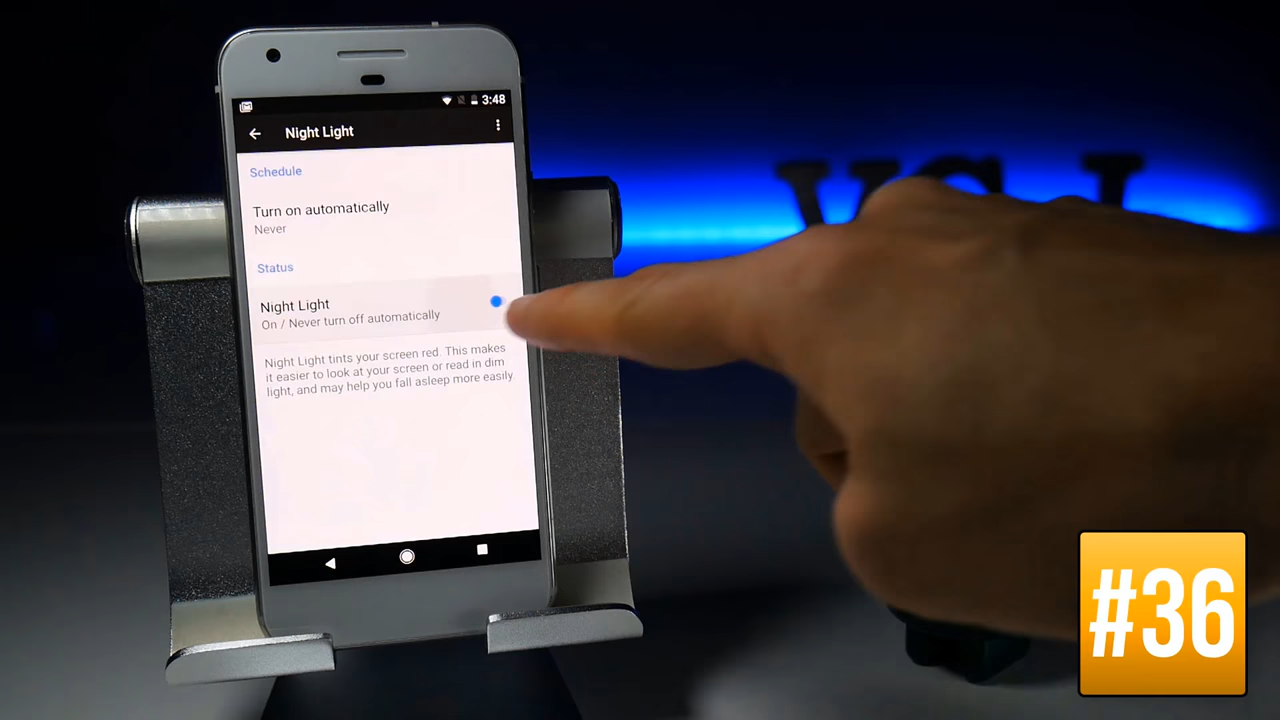 3:48
Night Light
Schedule
Turn on automatically
Never
Status
Night Light
On / Never turn off automatically
Night Light tints your screen red. This makes
it easier to look at your screen or read in dim
light, and may help you fall asleep more easily.
#36